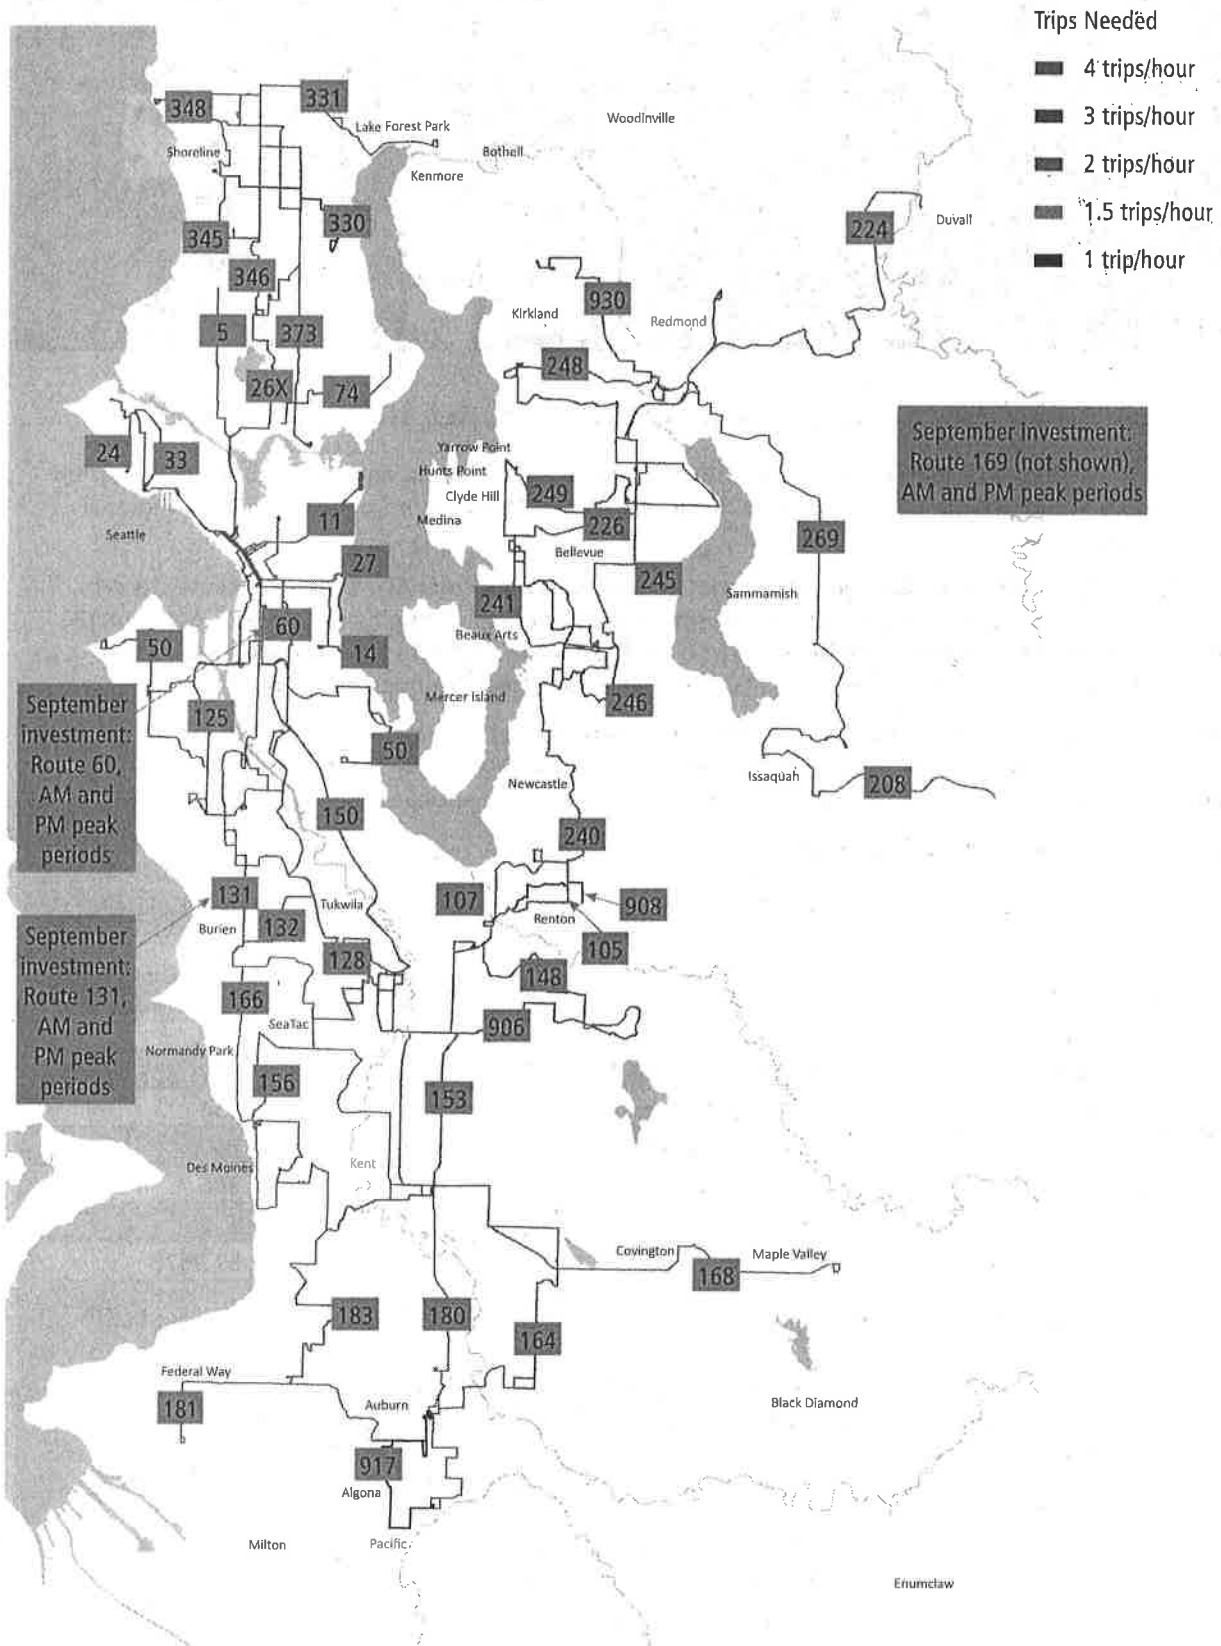 Trips Needed
4 trips/hour
3 trips/hour
2 trips/hour
1.5 trips/hour
1 trip/hour
348
331
Lake Forest Park
Woodinville
Shoreline
Bothell
Kenmore
345
330
346
224
Duvall
5
373
930
Kirkland
Redmond
26X
74
248
24
33
Yarrow Point
Hunts Point
Clyde Hill
Medina
249
226
Bellevue
September investment:
Route 169 (not shown),
AM and PM peak periods
Seattle
11
27
269
245
241
Sammamish
60
Beaux Arts
50
14
Mercer Island
246
September
investment:
Route 60,
AM and
PM peak
periods
125
50
Newcastle
Issaquah
208
150
240
131
107
908
Tukwila
Renton
Burien
132
105
September
investment:
Route 131,
AM and
PM peak
periods
128
148
166
SeaTac
906
Normandy Park
156
153
Des Moines
Kent
Covington
Maple Valley
168
183
180
164
Federal Way
181
Auburn
Black Diamond
917
Algona
Milton
Pacific
Enumclaw